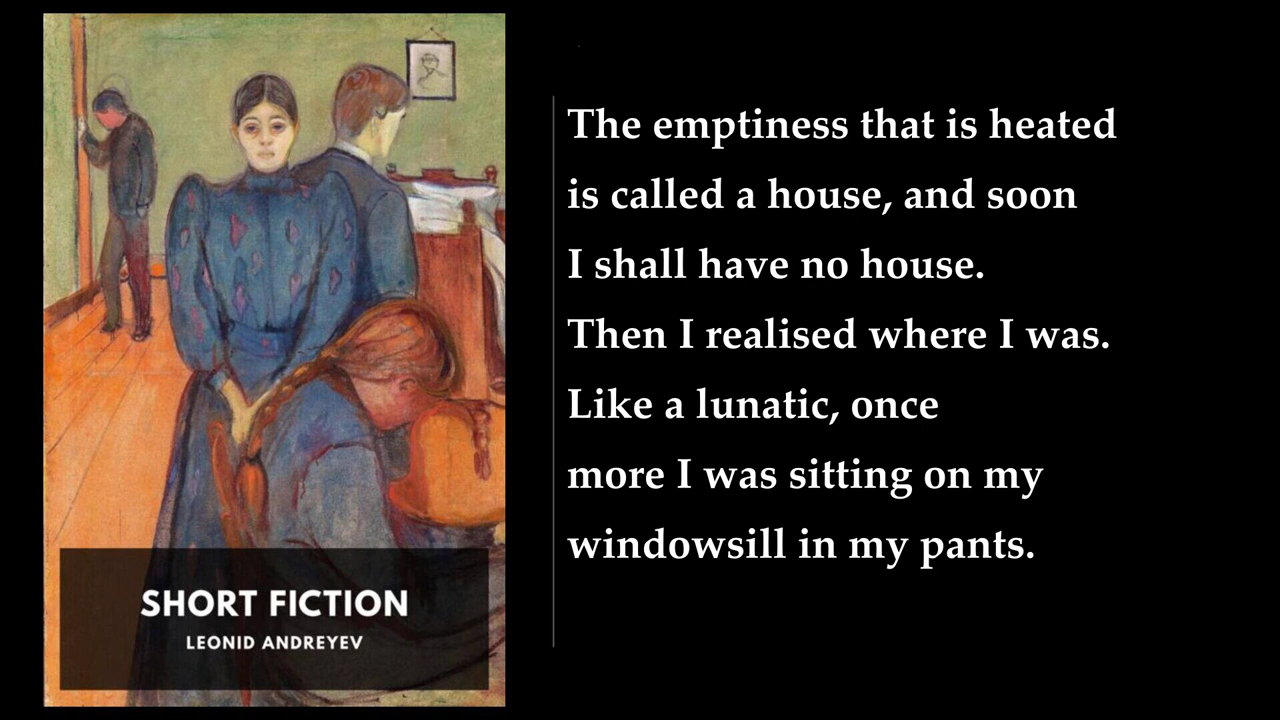 SHORT FICTION
LEONID ANDREYEV
The emptiness that is heated
is called a house, and soon
I shall have no house.
Then I realised where I was.
Like a lunatic, once
more I was sitting on my
windowsill in my pants.